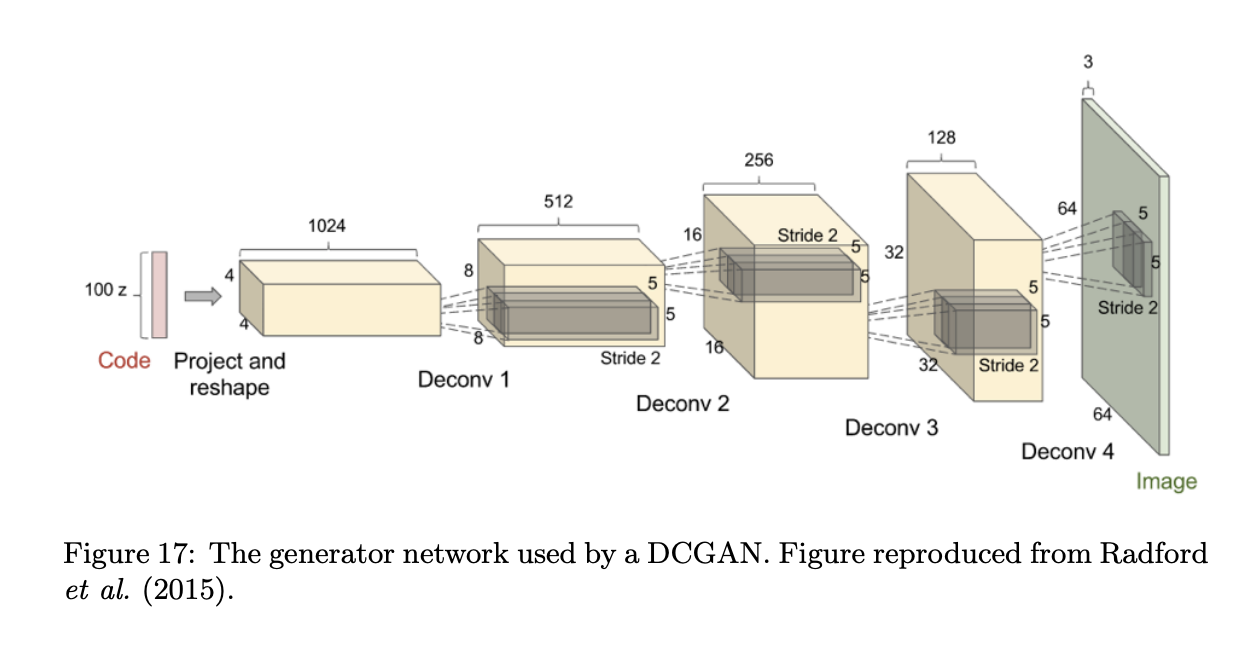 3
128
256
64
5
512
16
Stride 2
5
32
1024
8
5
5
5
4
5
5
5
100 z
Stride 2
4
8
16
32
Stride 2
Code
Project and
reshape
Stride 2
Deconv 1
64
Deconv 2
Deconv 3
Deconv 4
Image
Figure 17: The generator network used by a DCGAN. Figure reproduced from Radford
et al. (2015).